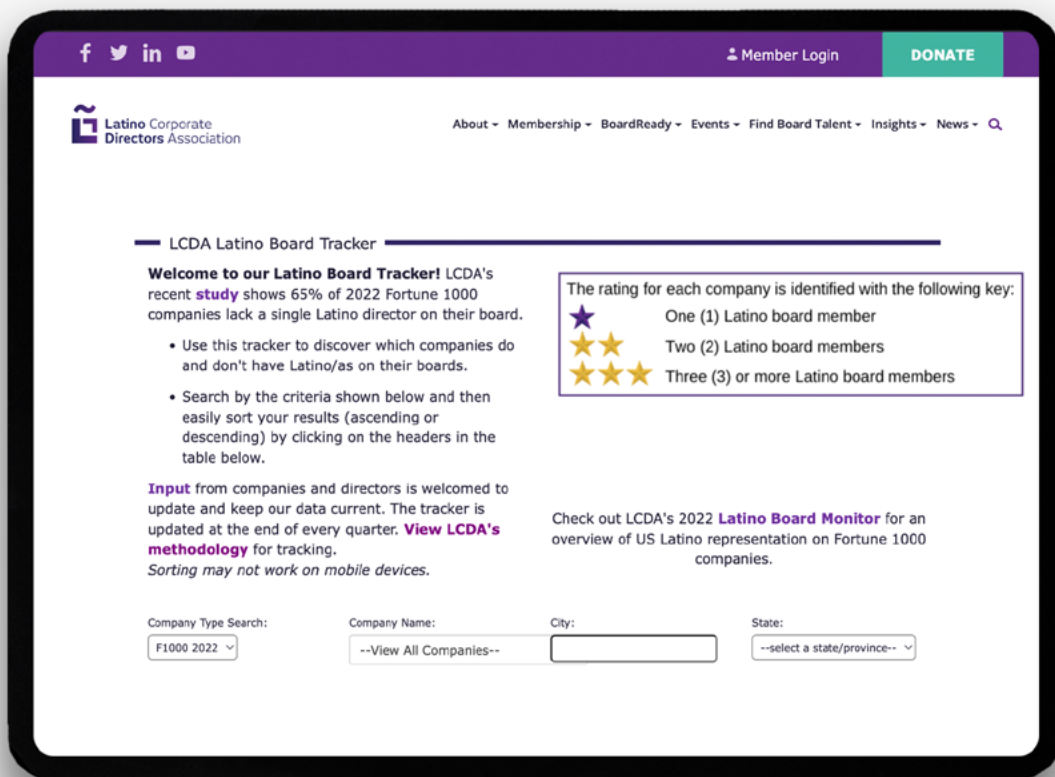 Member Login
DONATE
Latino Corporate
Directors Association
About
Membership
BoardReady
Events
Find Board Talent
Insights
News
LCDA Latino Board Tracker
Welcome to our Latino Board Tracker! LCDA's
recent study shows 65% of 2022 Fortune 1000
companies lack a single Latino director on their board.
• Use this tracker to discover which companies do
and don't have Latino/as on their boards.
• Search by the criteria shown below and then
easily sort your results (ascending or
descending) by clicking on the headers in the
table below.
Input from companies and directors is welcomed to
update and keep our data current. The tracker is
updated at the end of every quarter. View LCDA's
methodology for tracking.
Sorting may not work on mobile devices.
The rating for each company is identified with the following key:
One (1) Latino board member
Two (2) Latino board members
Three (3) or more Latino board members
Check out LCDA's 2022 Latino Board Monitor for an
overview of US Latino representation on Fortune 1000
companies.
Company Type Search:
F1000 2022
Company Name:
--View All Companies--
City:
State:
--select a state/province--